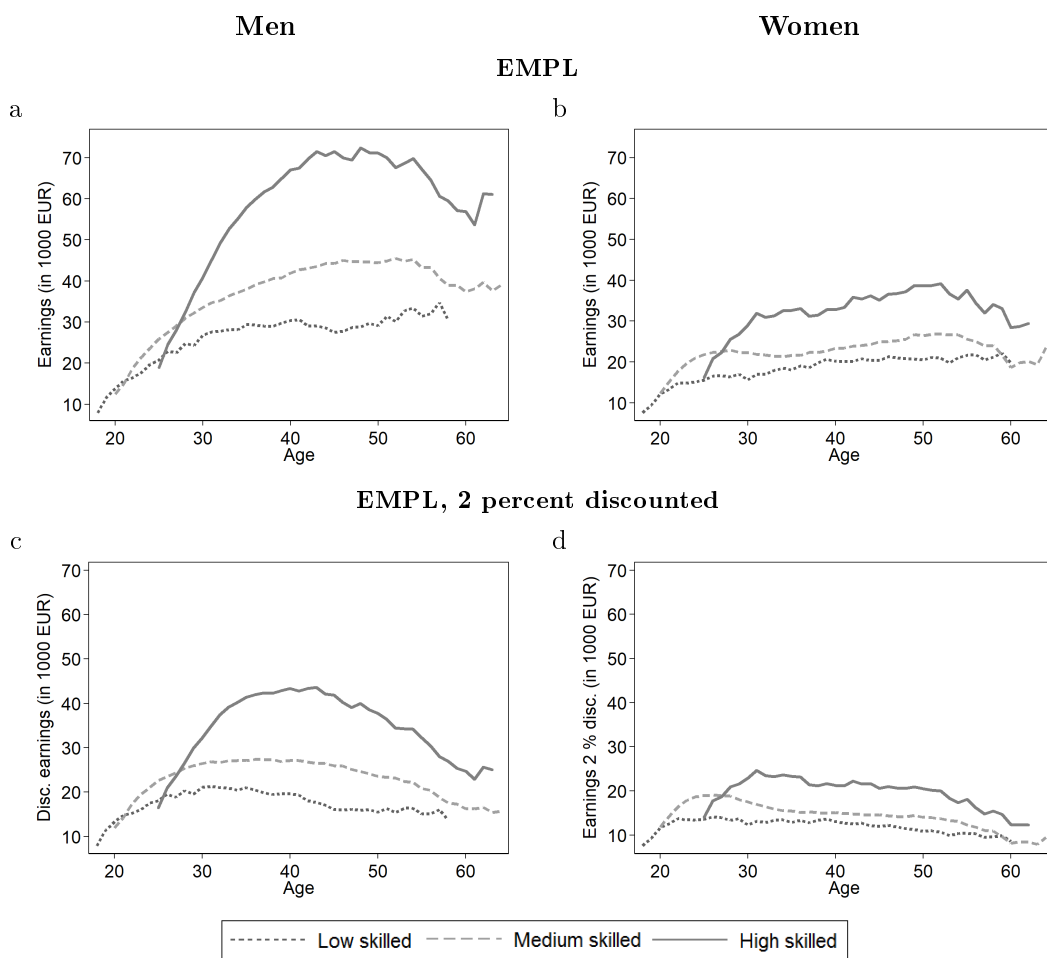 Men Women
EMPL
a b
Earnings (in 1000 EUR)
70
60
50
40
30
20
10
20 30 40 50 60
Age
Earnings (in 1000 EUR)
70
60
50
40
30
20
10
20 30 40 50 60
Age
EMPL, 2 percent discounted
c d
Disc. earnings (in 1000 EUR)
70
60
50
40
30
20
10
20 30 40 50 60
Age
Earnings 2 % disc. (in 1000 EUR)
70
60
50
40
30
20
10
20 30 40 50 60
Age
Low skilled Medium skilled High skilled